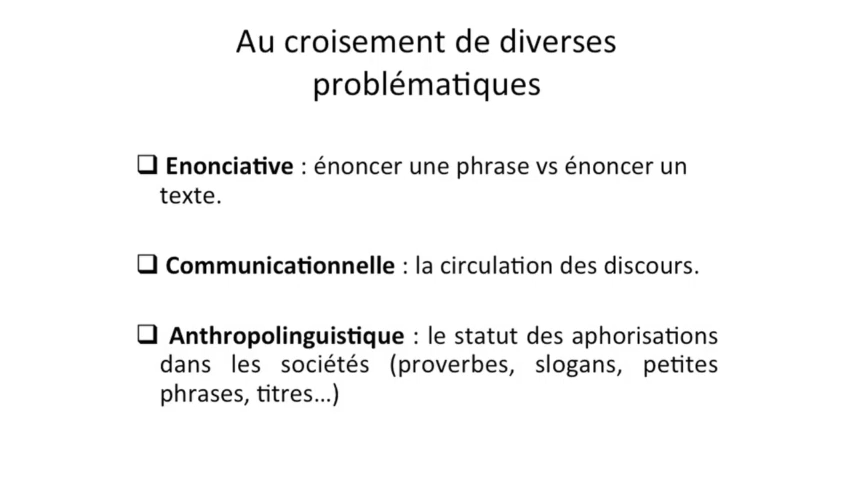 Au croisement de diverses
problématiques
❑ Enonciative : énoncer une phrase vs énoncer un
texte.
❑ Communicationnelle : la circulation des discours.
❑ Anthropolinguistique : le statut des aphorisations
dans les sociétés (proverbes, slogans, petites
phrases, titres…)